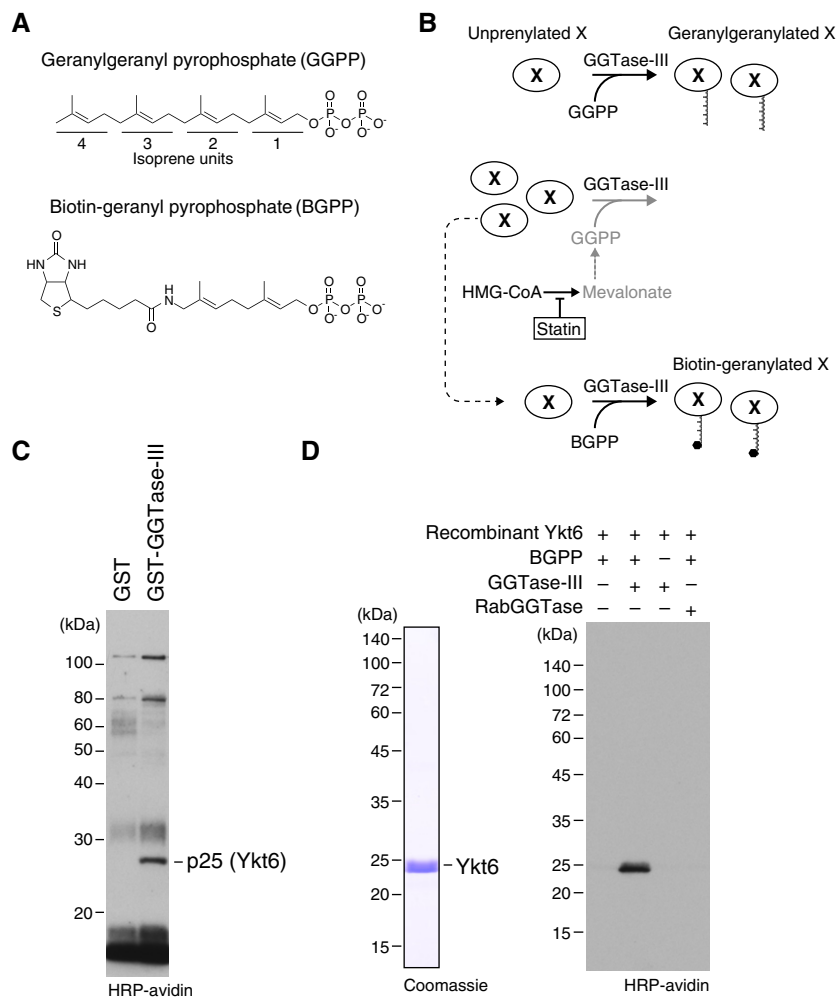 A
Geranylgeranyl pyrophosphate (GGPP)
O O
O P O P O-
O- O-
4 3 2 1
Isoprene units
Biotin-geranyl pyrophosphate (BGPP)
O
HN NH
S
O
H
N
O O
O P O P O-
O- O-
B
Unprenylated X Geranylgeranylated X
X GGTase-III X X
GGPP
X X X GGTase-III
GGPP
HMG-CoA Mevalonate
Statin
Biotin-geranylated X
X GGTase-III X X
BGPP
C
GST
GST-GGTase-III
(kDa)
100
80
60
50
40
30
20
p25 (Ykt6)
HRP-avidin
D
Recombinant Ykt6 + + + +
BGPP + + − +
GGTase-III − + + −
RabGGTase − − − +
(kDa)
140
100
72
60
45
35
25
20
15
Ykt6
Coomassie
(kDa)
140
100
72
60
45
35
25
20
15
HRP-avidin